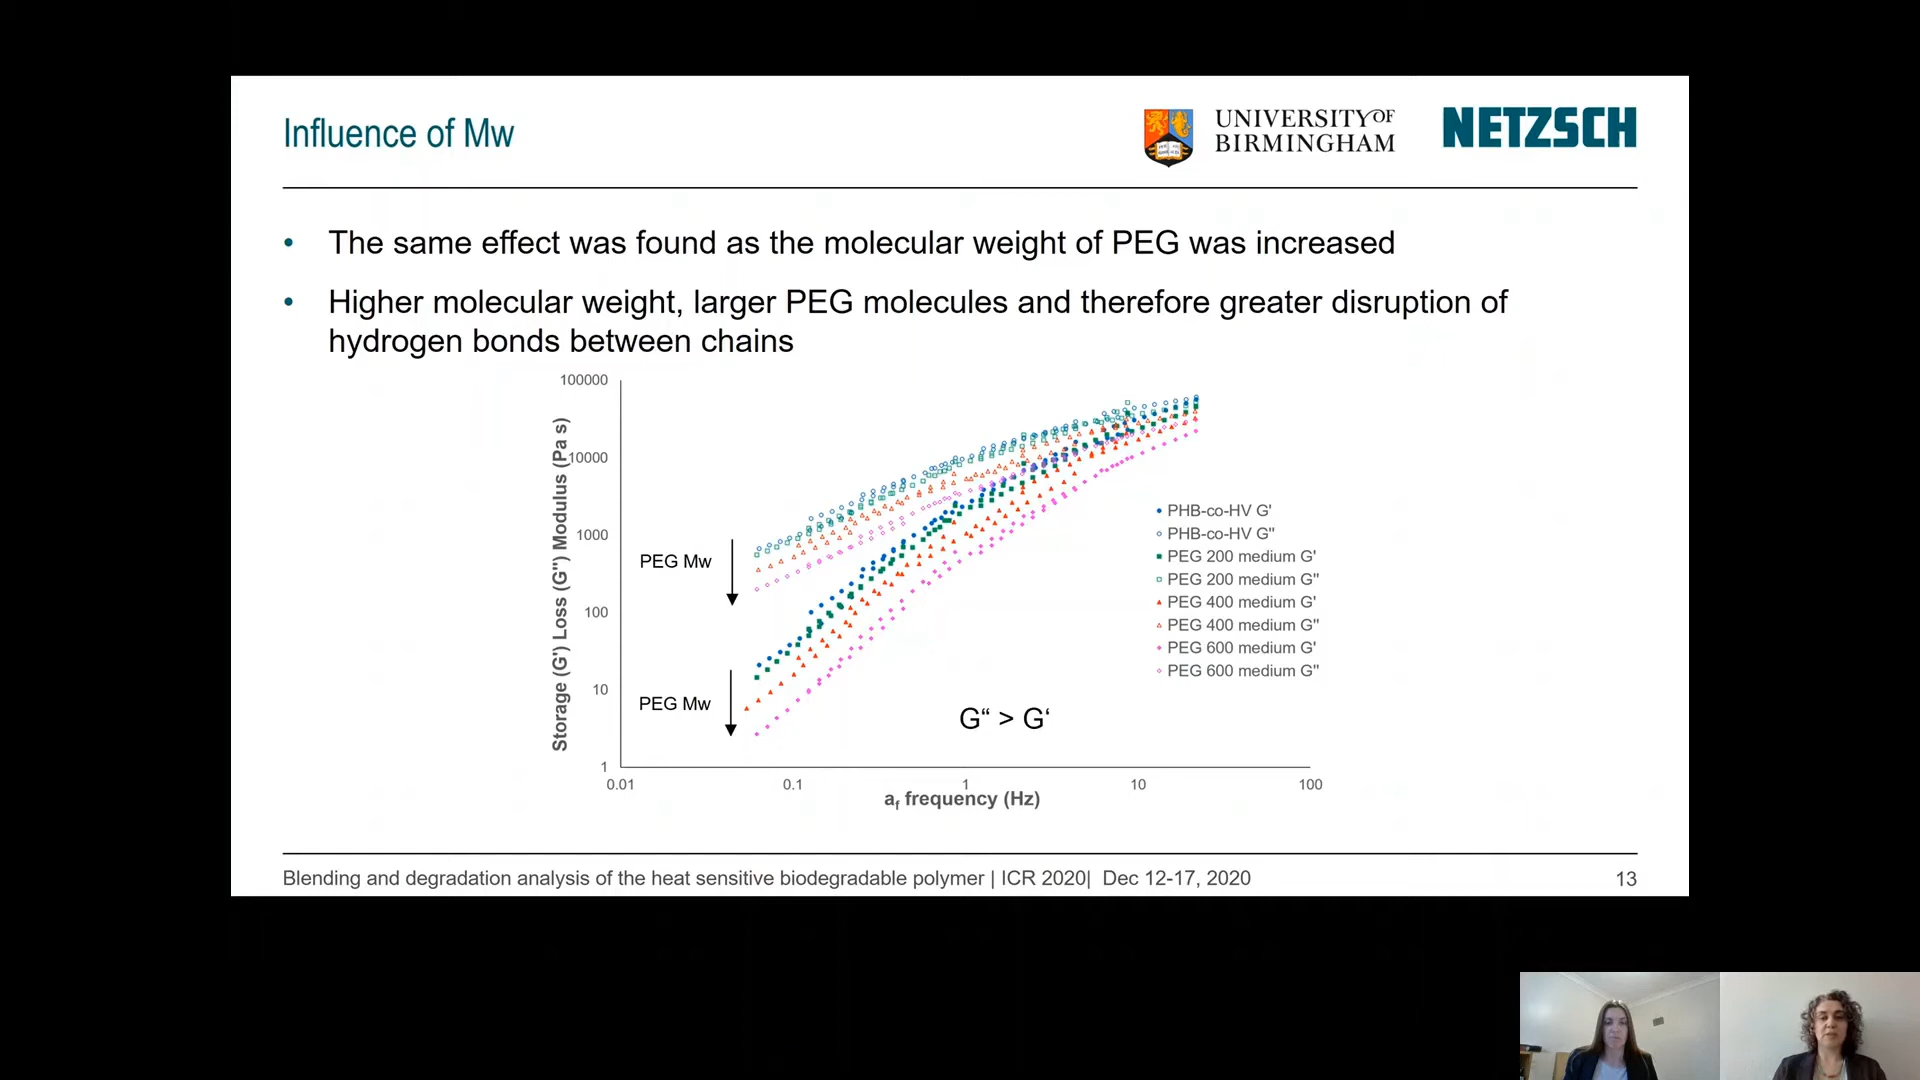 Influence of Mw
UNIVERSITY OF
BIRMINGHAM
NETZSCH
• The same effect was found as the molecular weight of PEG was increased
• Higher molecular weight, larger PEG molecules and therefore greater disruption of
hydrogen bonds between chains
Storage (G') Loss (G") Modulus (Pa s)
100000
10000
1000
100
10
1
PEG Mw
PEG Mw
G“ > G‘
PHB-co-HV G'
PHB-co-HV G"
PEG 200 medium G'
PEG 200 medium G"
PEG 400 medium G'
PEG 400 medium G"
PEG 600 medium G'
PEG 600 medium G"
0.01 0.1 1 10 100
af frequency (Hz)
Blending and degradation analysis of the heat sensitive biodegradable polymer | ICR 2020| Dec 12-17, 2020
13